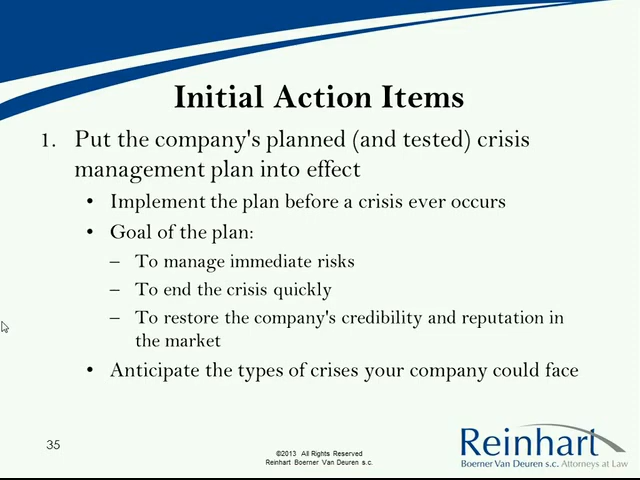 Initial Action Items
1. Put the company's planned (and tested) crisis
management plan into effect
• Implement the plan before a crisis ever occurs
• Goal of the plan:
– To manage immediate risks
– To end the crisis quickly
– To restore the company's credibility and reputation in
the market
• Anticipate the types of crises your company could face
35
©2013 All Rights Reserved
Reinhart Boerner Van Deuren s.c.
Reinhart
Boerner Van Deuren s.c. Attorneys at Law